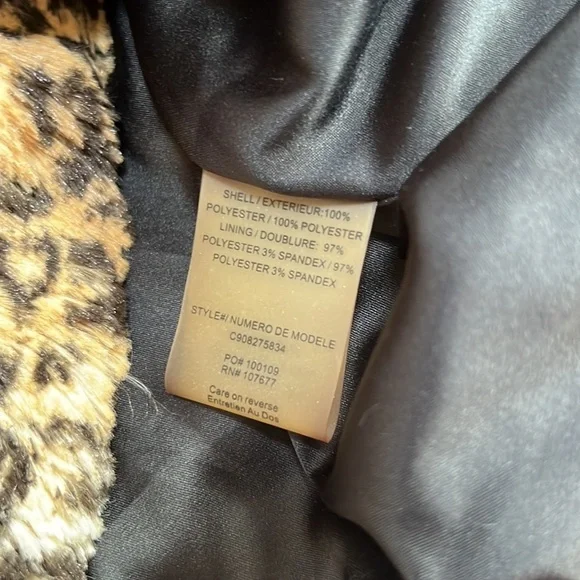 SHELL / EXTERIEUR:100%
POLYESTER / 100% POLYESTER
LINING / DOUBLURE: 97%
POLYESTER 3% SPANDEX / 97%
POLYESTER 3% SPANDEX
STYLE#/ NUMERO DE MODELE
C908275834
PO# 100109
RN# 107677
Care on reverse
Entretien Au Dos